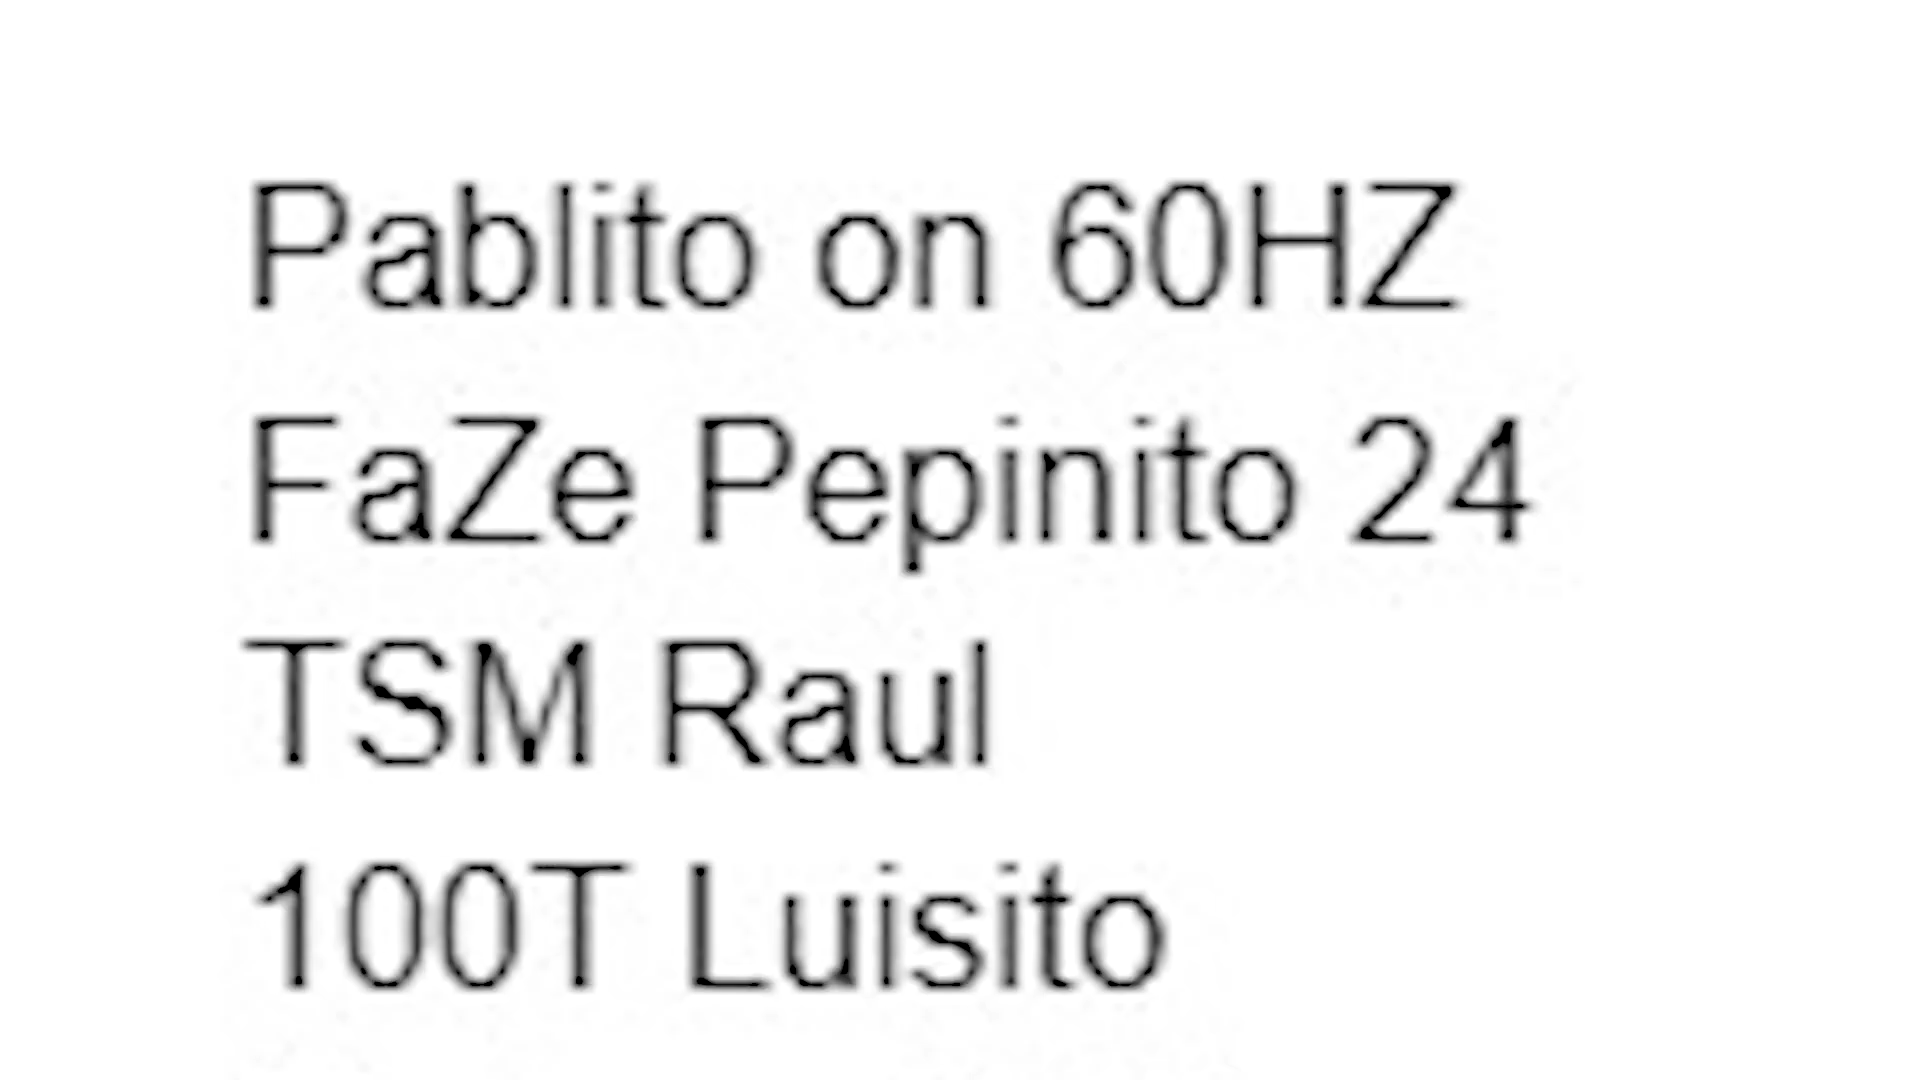 Pablito on 60HZ
FaZe Pepinito 24
TSM Raul
100T Luisito